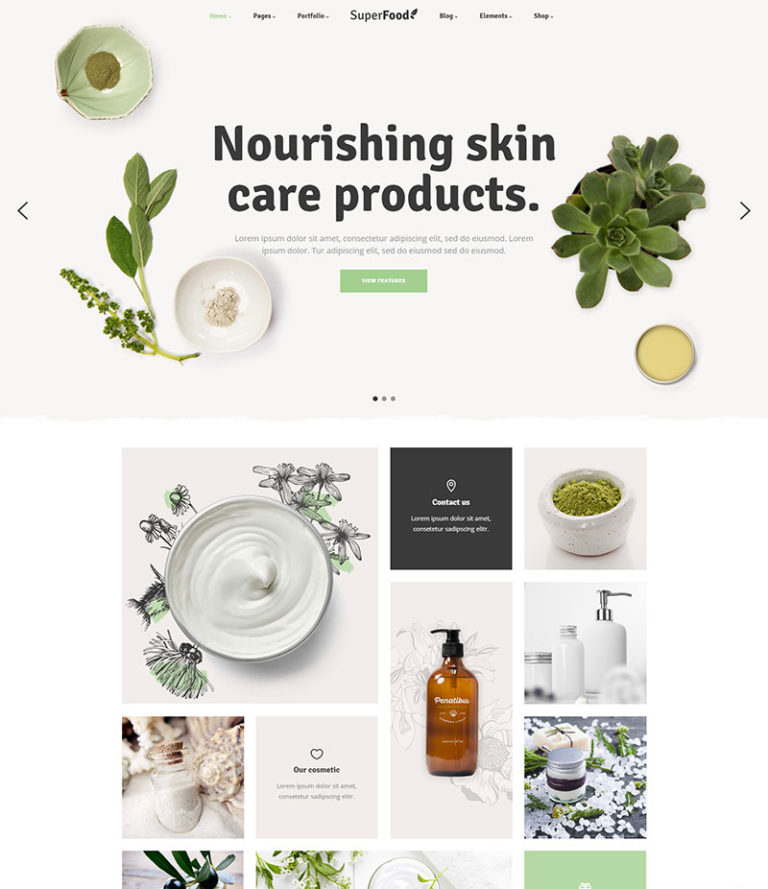 Home Pages Portfolio SuperFood Blog Elements Shop
Nourishing skin
care products.
Lorem ipsum dolor sit amet, consectetur adipiscing elit, sed do eiusmod. Lorem
ipsum dolor. Tur adipiscing elit, sed do eiusmod sed do eiusmod.
VIEW FEATURES
Contact us
Lorem ipsum dolor sit amet,
consetetur sadipscing elitr.
Penatibus
Our cosmetic
Lorem ipsum dolor sit amet,
consetetur sadipscing elitr.